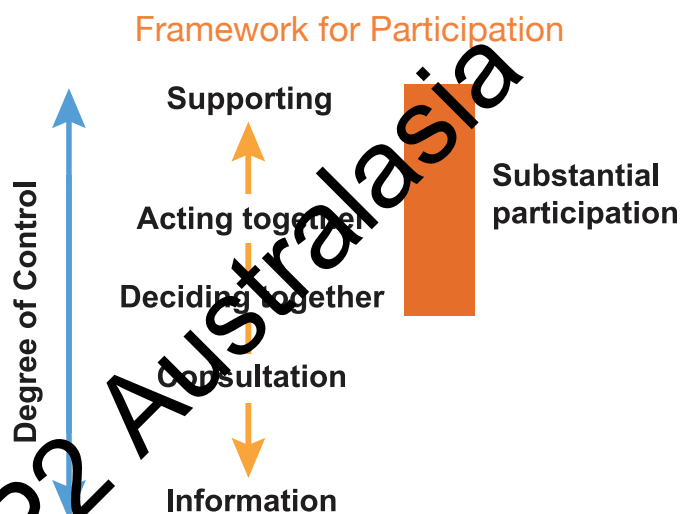 Framework for Participation
Supporting
Acting together
Deciding together
Consultation
Information
Degree of Control
Substantial
participation
22 Australasia